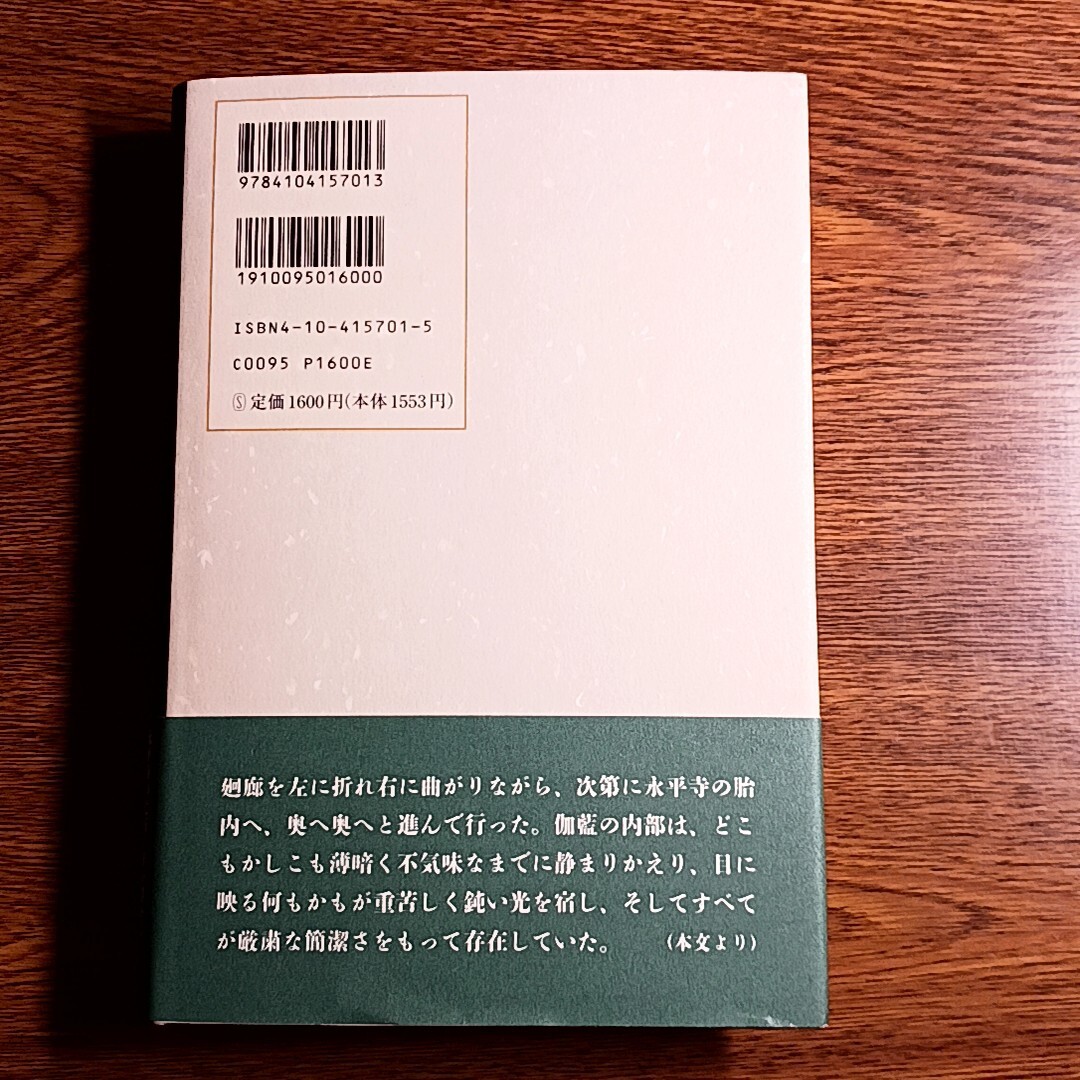 9784104157013
1910095016000
ISBN4-10-415701-5
C0095 P1600E
Ⓢ定価1600円(本体1553円)
廻廊を左に折れ右に曲がりながら、次第に永平寺の胎
内へ、奥へ奥へと進んで行った。伽藍の内部は、どこ
もかしこも薄暗く不気味なまでに静まりかえり、目に
映る何もかもが重苦しく鈍い光を宿し、そしてすべて
が厳粛な簡潔さをもって存在していた。 (本文より)